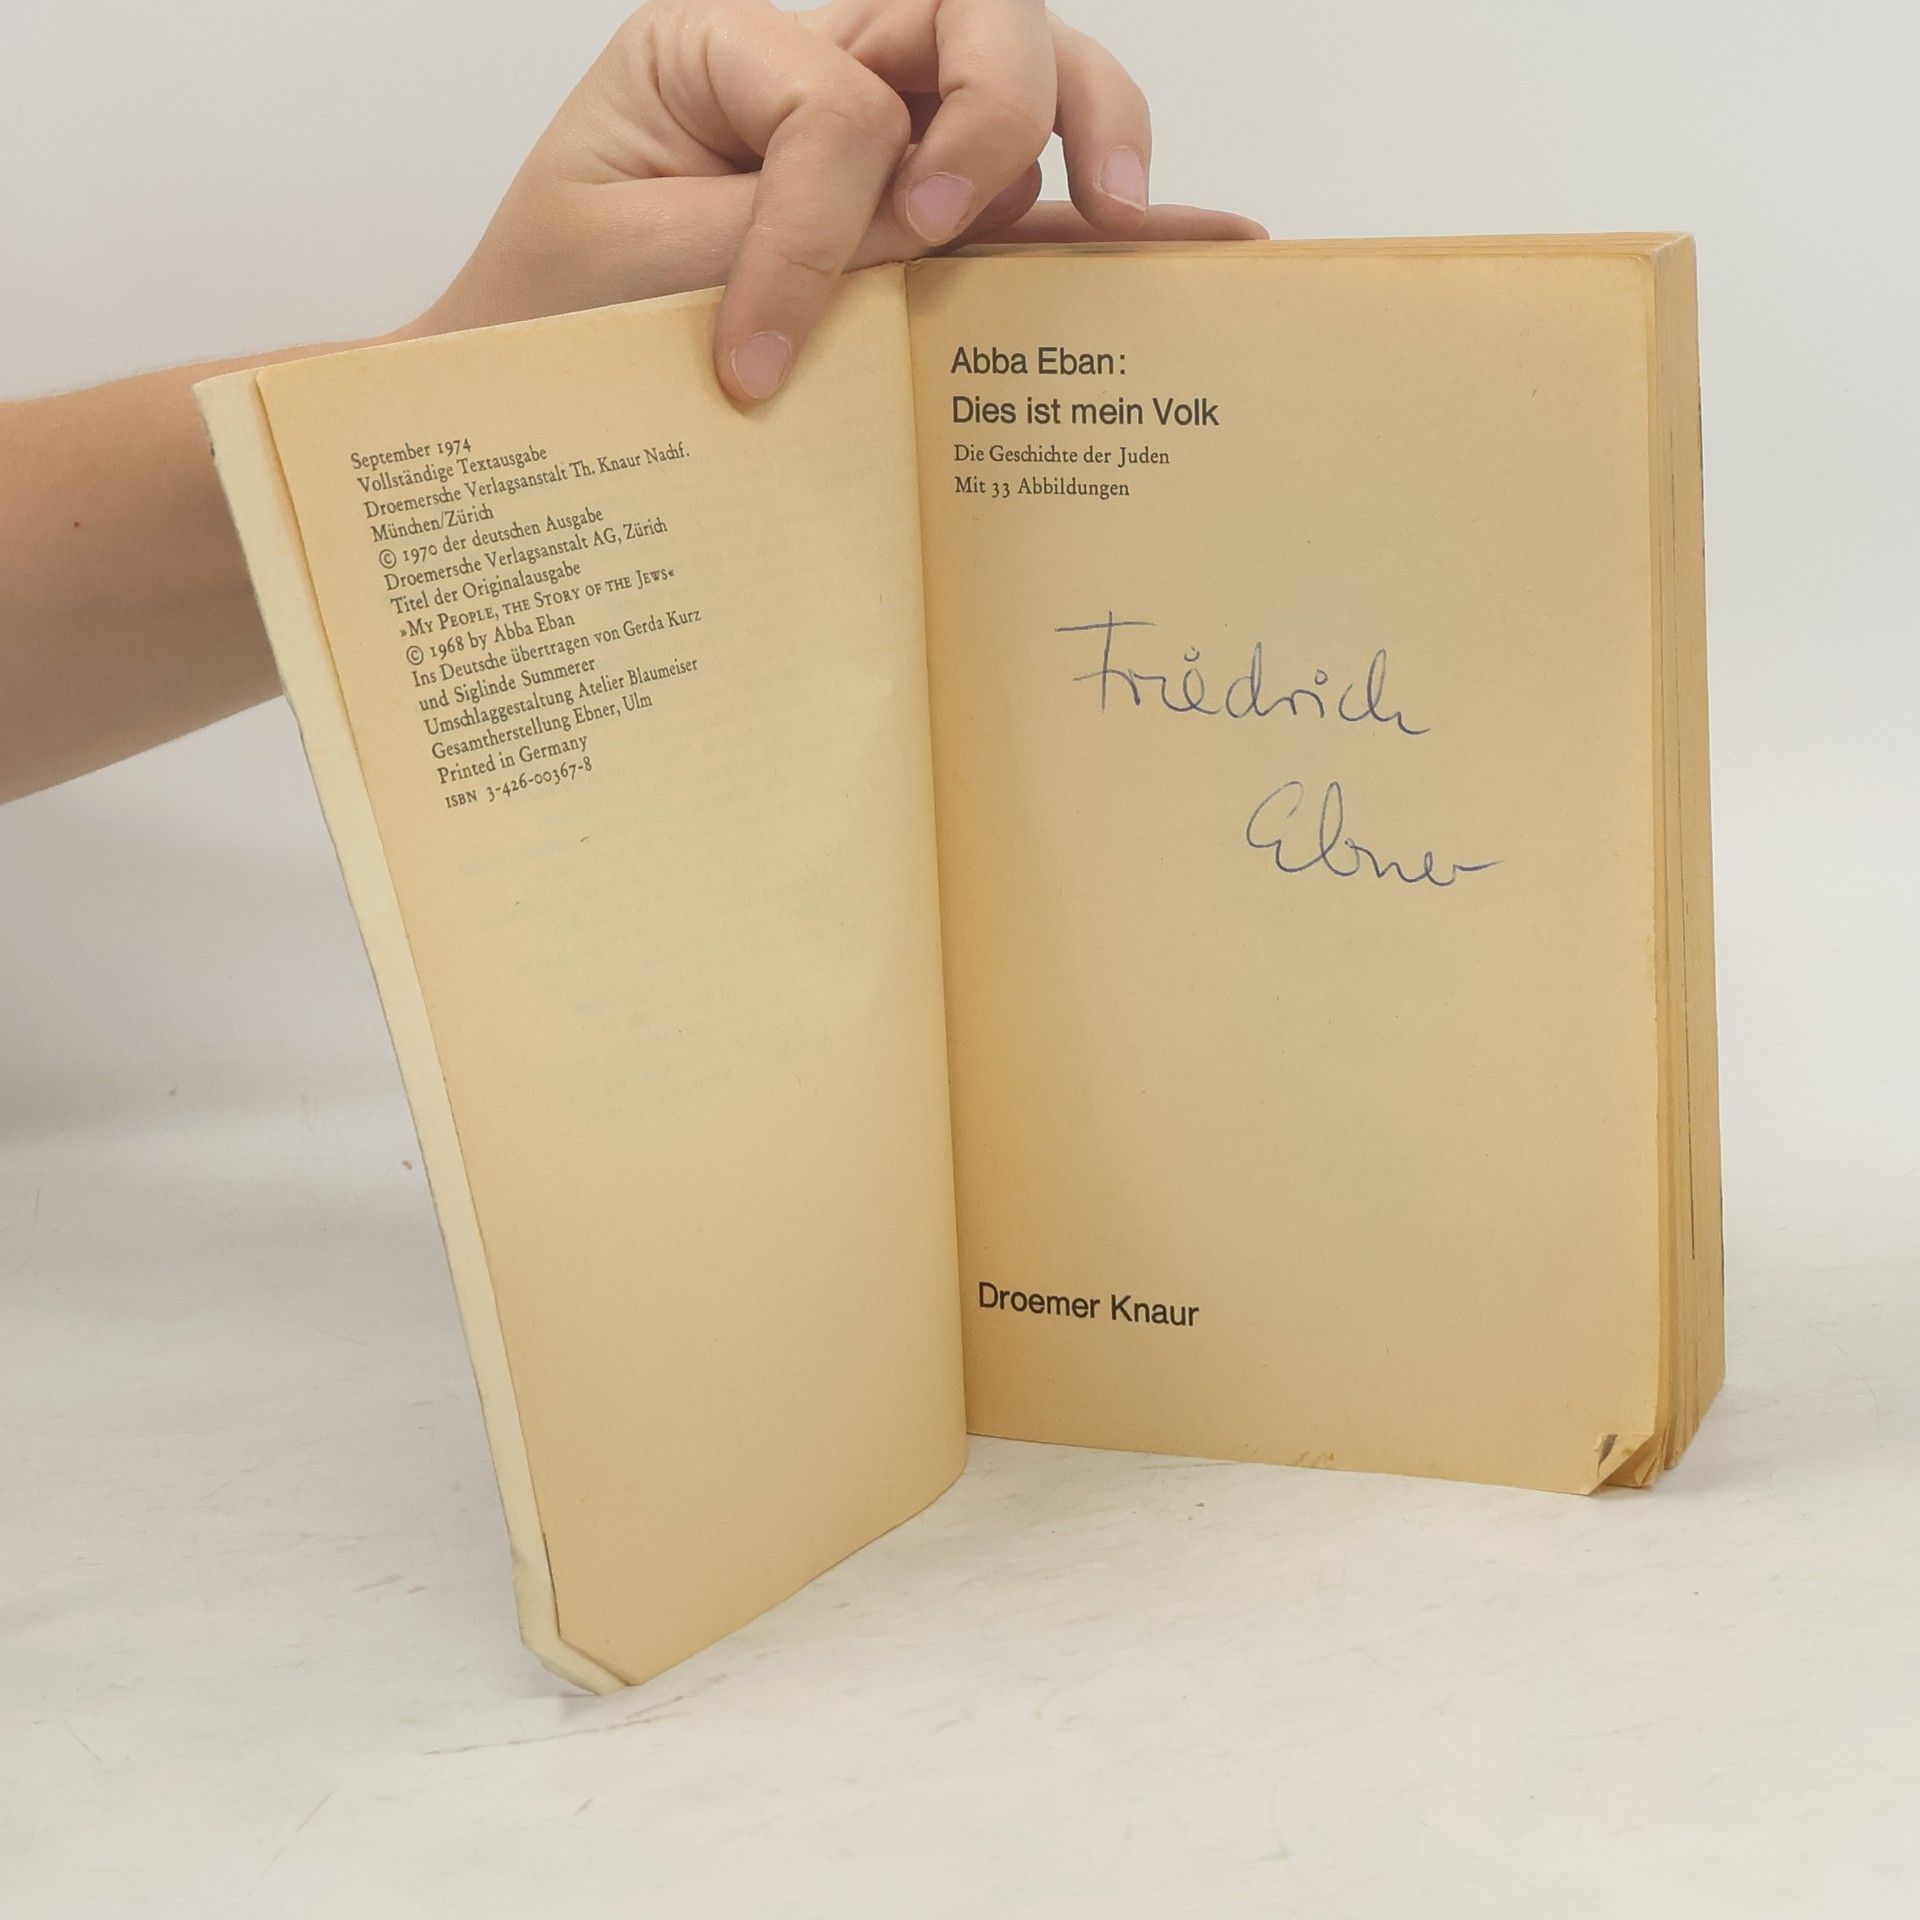 September 1974
Vollständige Textausgabe
Droemersche Verlagsanstalt Th. Knaur Nachf.
München/Zürich
© 1970 der deutschen Ausgabe
Droemersche Verlagsanstalt AG, Zürich
Titel der Originalausgabe
»My People, the Story of the Jews«
© 1968 by Abba Eban
Ins Deutsche übertragen von Gerda Kurz
und Siglinde Summerer
Umschlaggestaltung Atelier Blaumeiser
Gesamtherstellung Ebner, Ulm
Printed in Germany
ISBN 3-426-00367-8
Abba Eban:
Dies ist mein Volk
Die Geschichte der Juden
Mit 33 Abbildungen
Friedrich
Ebner
Droemer Knaur